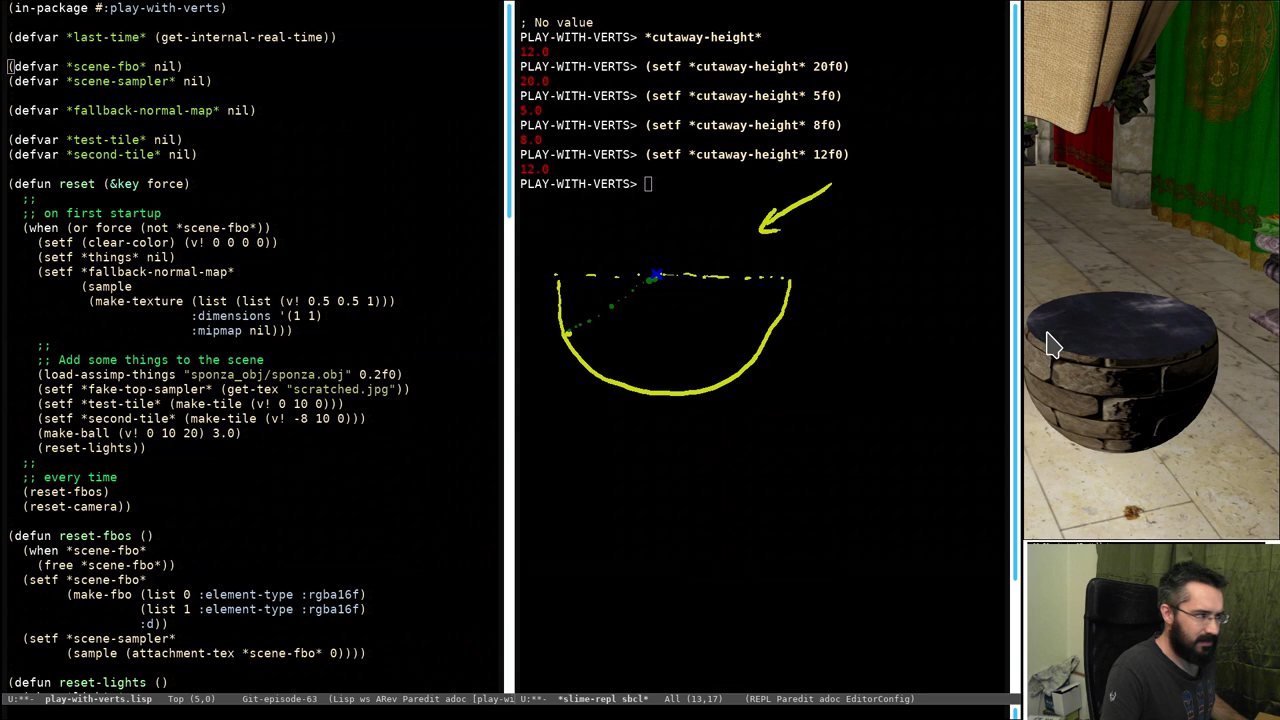 (in-package #:play-with-verts)
(defvar *last-time* (get-internal-real-time))
(defvar *scene-fbo* nil)
(defvar *scene-sampler* nil)
(defvar *fallback-normal-map* nil)
(defvar *test-tile* nil)
(defvar *second-tile* nil)
(defun reset (&key force)
;;
;; on first startup
(when (or force (not *scene-fbo*))
(setf (clear-color) (v! 0 0 0 0))
(setf *things* nil)
(setf *fallback-normal-map*
(sample
(make-texture (list (list (v! 0.5 0.5 1)))
:dimensions '(1 1)
:mipmap nil)))
;;
;; Add some things to the scene
(load-assimp-things "sponza_obj/sponza.obj" 0.2f0)
(setf *fake-top-sampler* (get-tex "scratched.jpg"))
(setf *test-tile* (make-tile (v! 0 10 0)))
(setf *second-tile* (make-tile (v! -8 10 0)))
(make-ball (v! 0 10 20) 3.0)
(reset-lights))
;;
;; every time
(reset-fbos)
(reset-camera))
(defun reset-fbos ()
(when *scene-fbo*
(free *scene-fbo*))
(setf *scene-fbo*
(make-fbo (list 0 :element-type :rgba16f)
(list 1 :element-type :rgba16f)
:d))
(setf *scene-sampler*
(sample (attachment-tex *scene-fbo* 0))))
(defun reset-lights ()
U:**- play-with-verts.lisp Top (5,0) Git-episode-63 (Lisp ws ARev Paredit adoc [play-wi
; No value
PLAY-WITH-VERTS> *cutaway-height*
12.0
PLAY-WITH-VERTS> (setf *cutaway-height* 20f0)
20.0
PLAY-WITH-VERTS> (setf *cutaway-height* 5f0)
5.0
PLAY-WITH-VERTS> (setf *cutaway-height* 8f0)
8.0
PLAY-WITH-VERTS> (setf *cutaway-height* 12f0)
12.0
PLAY-WITH-VERTS>
U:**- *slime-repl sbcl* All (13,17) (REPL Paredit adoc EditorConfig)